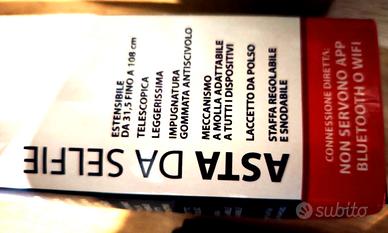 ASTA DA SELFIE
ESTENSIBILE
DA 31,5 FINO A 108 cm
TELESCOPICA
LEGGERISSIMA
IMPUGNATURA
GOMMATA ANTISCIVOLO
MECCANISMO
A MOLLA ADATTABILE
A TUTTI I DISPOSITIVI
LACCETTO DA POLSO
STAFFA REGOLABILE
E SNODABILE
CONNESSIONE DIRETTA:
NON SERVONO APP
BLUETOOTH O WIFI
subito